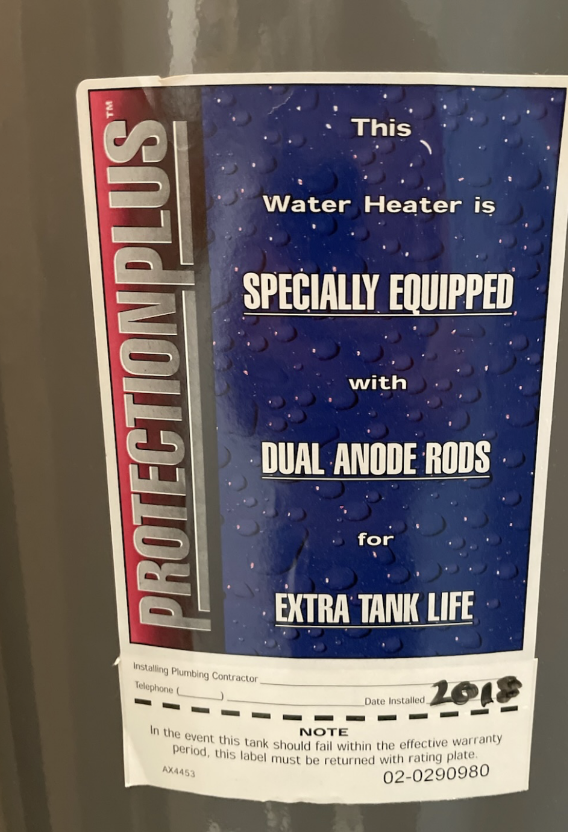 PROTECTIONPLUS™
This
Water Heater is
SPECIALLY EQUIPPED
with
DUAL ANODE RODS
for
EXTRA TANK LIFE
Installing Plumbing Contractor
Telephone (        )
Date Installed 2018
NOTE
In the event this tank should fail within the effective warranty
period, this label must be returned with rating plate.
AX4453
02-0290980